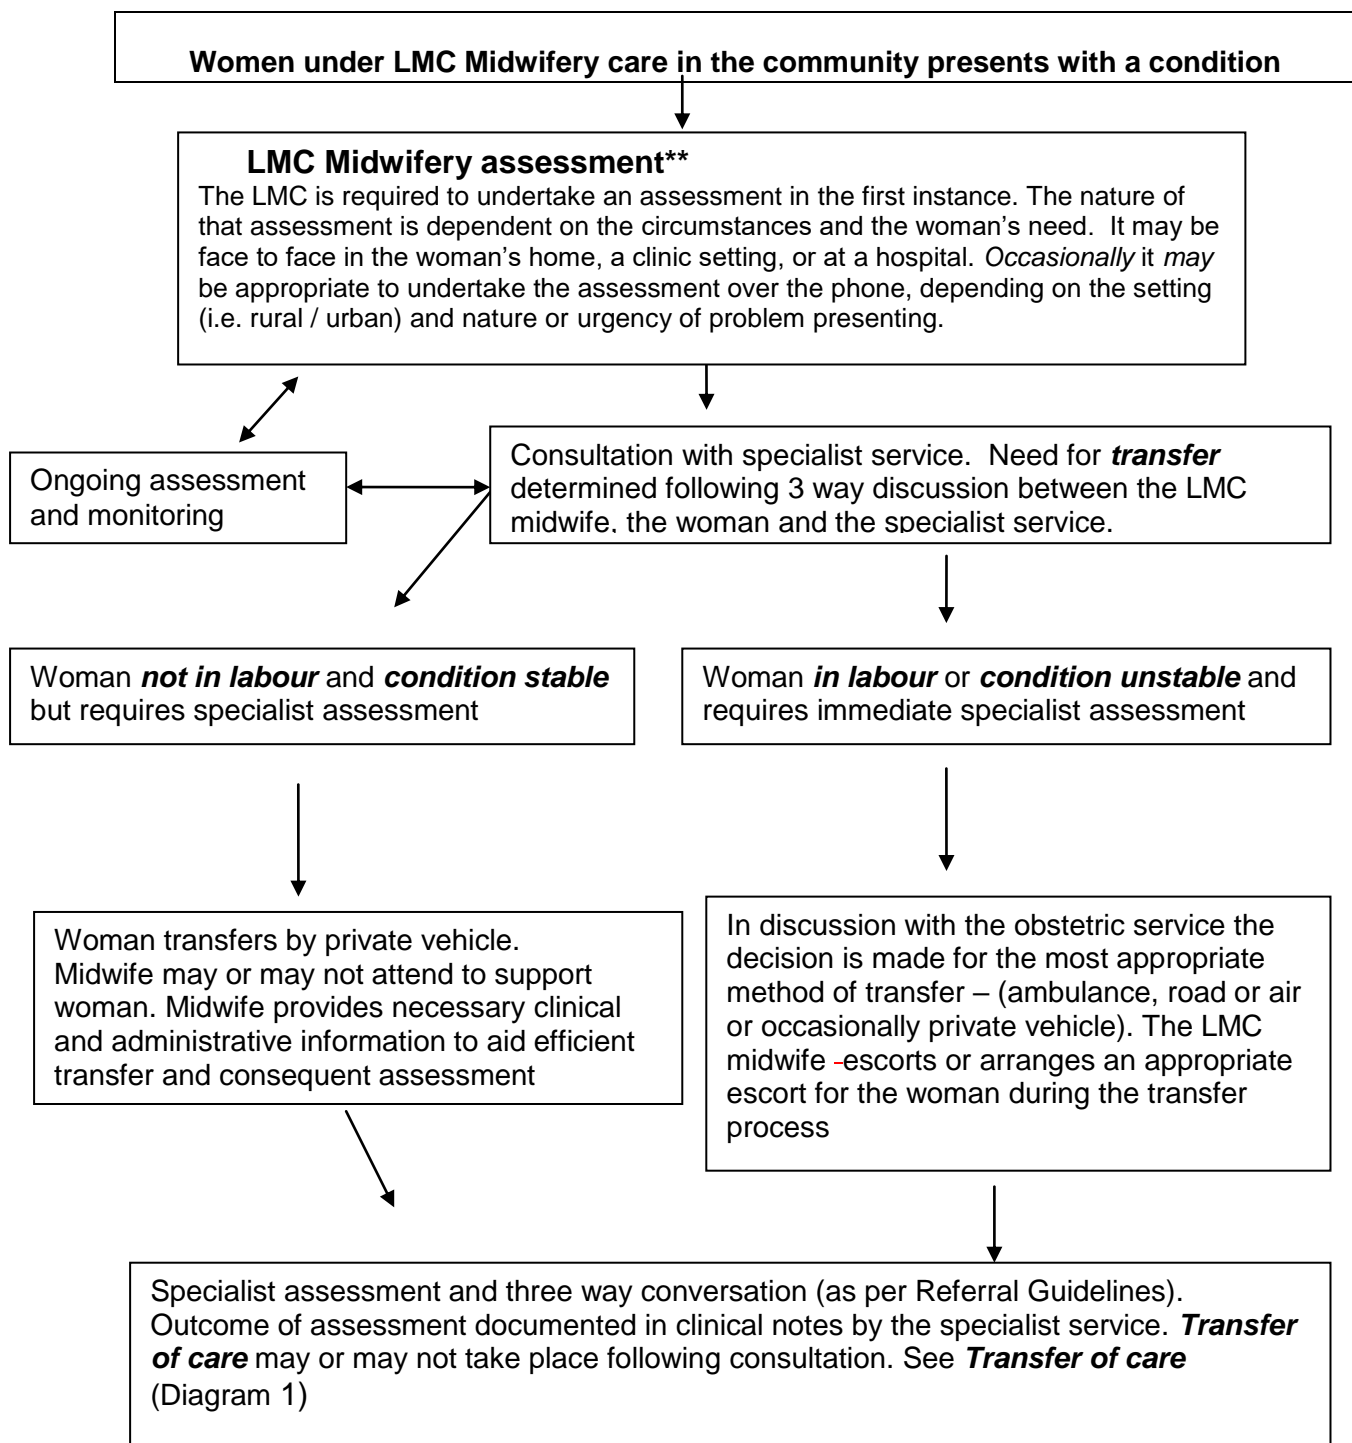 Women under LMC Midwifery care in the community presents with a condition
LMC Midwifery assessment**
The LMC is required to undertake an assessment in the first instance. The nature of
that assessment is dependent on the circumstances and the woman’s need.  It may be
face to face in the woman’s home, a clinic setting, or at a hospital. Occasionally it may
be appropriate to undertake the assessment over the phone, depending on the setting
(i.e. rural / urban) and nature or urgency of problem presenting.
Ongoing assessment
and monitoring
Consultation with specialist service.  Need for transfer
determined following 3 way discussion between the LMC
midwife, the woman and the specialist service.
Woman not in labour and condition stable
but requires specialist assessment
Woman in labour or condition unstable and
requires immediate specialist assessment
Woman transfers by private vehicle.
Midwife may or may not attend to support
woman. Midwife provides necessary clinical
and administrative information to aid efficient
transfer and consequent assessment
In discussion with the obstetric service the
decision is made for the most appropriate
method of transfer – (ambulance, road or air
or occasionally private vehicle). The LMC
midwife -escorts or arranges an appropriate
escort for the woman during the transfer
process
Specialist assessment and three way conversation (as per Referral Guidelines).
Outcome of assessment documented in clinical notes by the specialist service. Transfer
of care may or may not take place following consultation. See Transfer of care
(Diagram 1)